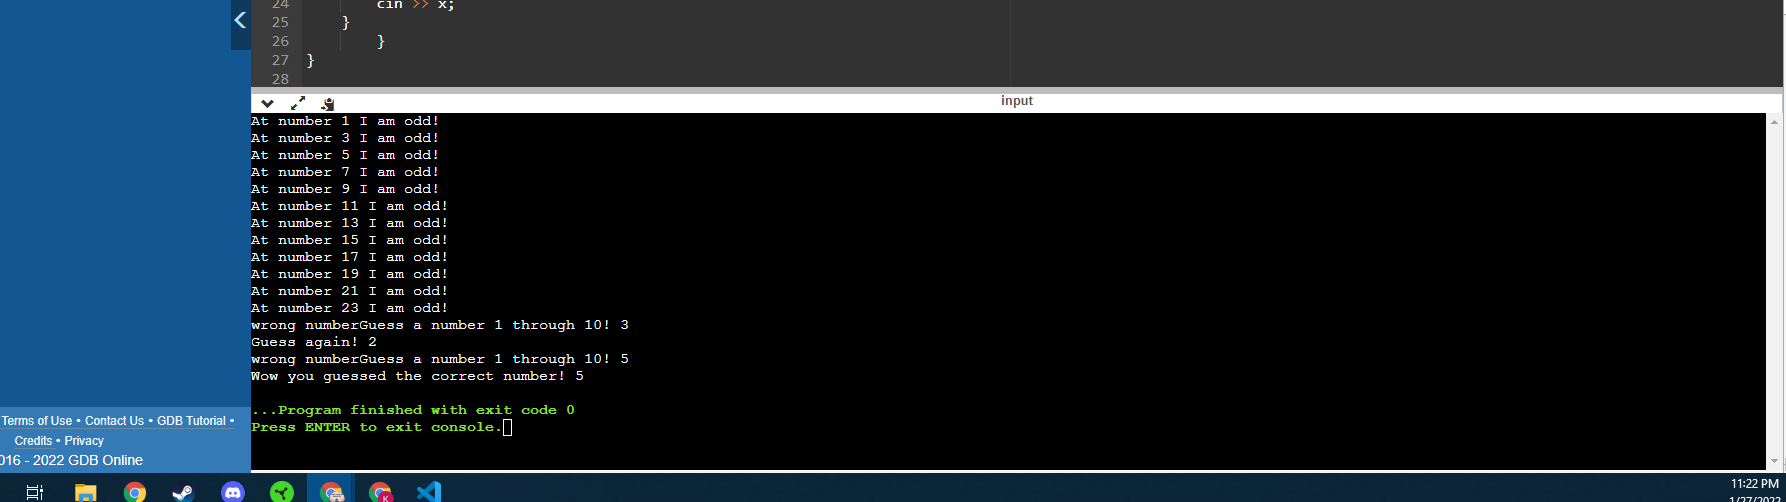 24 cin >> x;
25 }
26 }
27 }
28
input
At number 1 I am odd!
At number 3 I am odd!
At number 5 I am odd!
At number 7 I am odd!
At number 9 I am odd!
At number 11 I am odd!
At number 13 I am odd!
At number 15 I am odd!
At number 17 I am odd!
At number 19 I am odd!
At number 21 I am odd!
At number 23 I am odd!
wrong numberGuess a number 1 through 10! 3
Guess again! 2
wrong numberGuess a number 1 through 10! 5
Wow you guessed the correct number! 5
...Program finished with exit code 0
Press ENTER to exit console.
Terms of Use • Contact Us • GDB Tutorial •
Credits • Privacy
016 - 2022 GDB Online
K
11:22 PM
1/27/2022